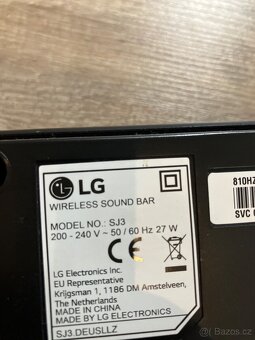 LG
WIRELESS SOUND BAR
MODEL NO.: SJ3
200 - 240 V ~ 50 / 60 Hz 27 W
CE
LG Electronics Inc.
EU Representative
Krijgsman 1, 1186 DM Amstelveen,
The Netherlands
MADE IN CHINA
MADE BY LG ELECTRONICS
SJ3.DEUSLLZ
810HZ
SVC
Bazoš.cz